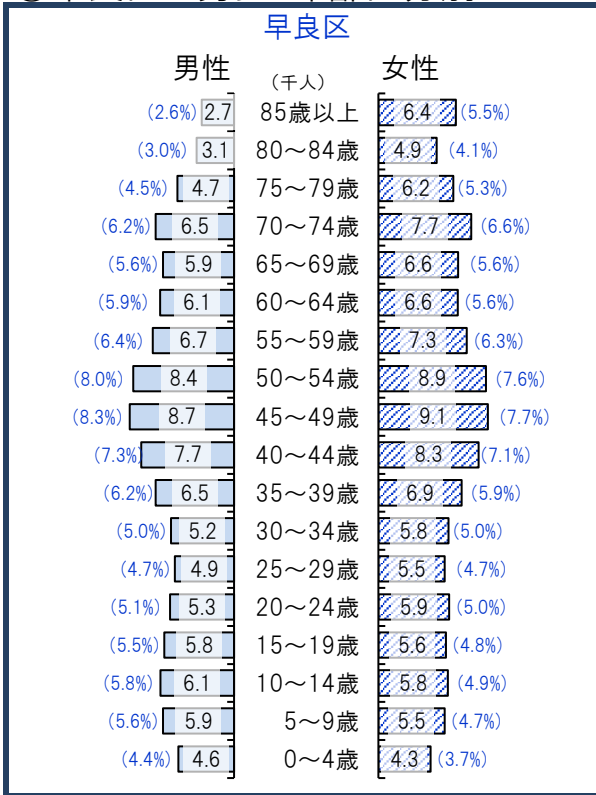 早良区
男性 （千人） 女性
(2.6%) 2.7 85歳以上 6.4 (5.5%)
(3.0%) 3.1 80～84歳 4.9 (4.1%)
(4.5%) 4.7 75～79歳 6.2 (5.3%)
(6.2%) 6.5 70～74歳 7.7 (6.6%)
(5.6%) 5.9 65～69歳 6.6 (5.6%)
(5.9%) 6.1 60～64歳 6.6 (5.6%)
(6.4%) 6.7 55～59歳 7.3 (6.3%)
(8.0%) 8.4 50～54歳 8.9 (7.6%)
(8.3%) 8.7 45～49歳 9.1 (7.7%)
(7.3%) 7.7 40～44歳 8.3 (7.1%)
(6.2%) 6.5 35～39歳 6.9 (5.9%)
(5.0%) 5.2 30～34歳 5.8 (5.0%)
(4.7%) 4.9 25～29歳 5.5 (4.7%)
(5.1%) 5.3 20～24歳 5.9 (5.0%)
(5.5%) 5.8 15～19歳 5.6 (4.8%)
(5.8%) 6.1 10～14歳 5.8 (4.9%)
(5.6%) 5.9 5～9歳 5.5 (4.7%)
(4.4%) 4.6 0～4歳 4.3 (3.7%)